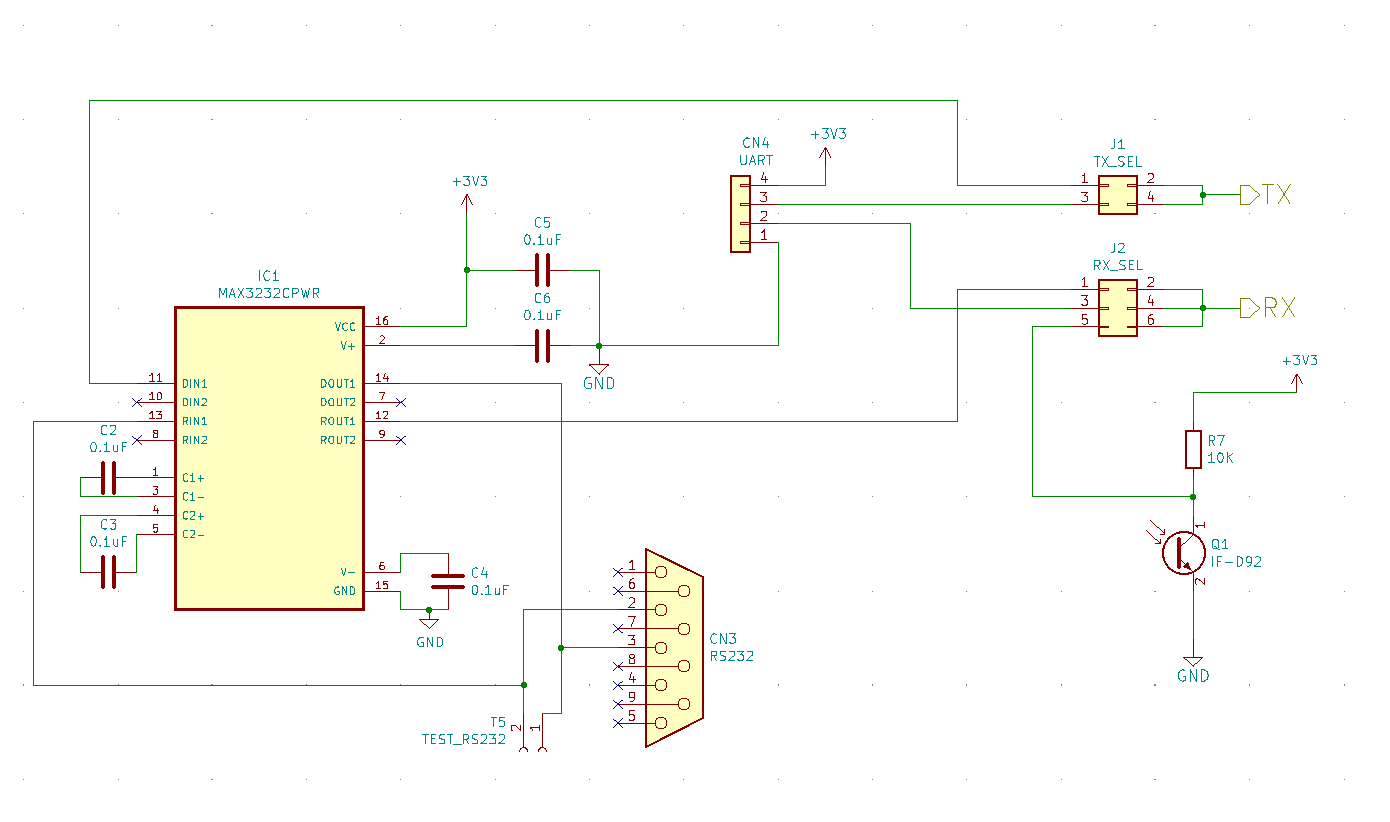 +3V3
CN4
UART
4
3
2
1
J1
TX_SEL
1
2
3
4
TX
+3V3
C5
0.1uF
C6
0.1uF
GND
J2
RX_SEL
1
2
3
4
5
6
RX
IC1
MAX3232CPWR
VCC
16
V+
2
11
DIN1
DOUT1
14
10
DIN2
DOUT2
7
13
RIN1
ROUT1
12
8
RIN2
ROUT2
9
C2
0.1uF
1
C1+
3
C1-
4
C2+
5
C2-
C3
0.1uF
V-
6
GND
15
C4
0.1uF
GND
+3V3
R7
10K
1
Q1
IF-D92
2
GND
1
6
2
7
3
8
4
9
5
CN3
RS232
T5
TEST_RS232
2
1